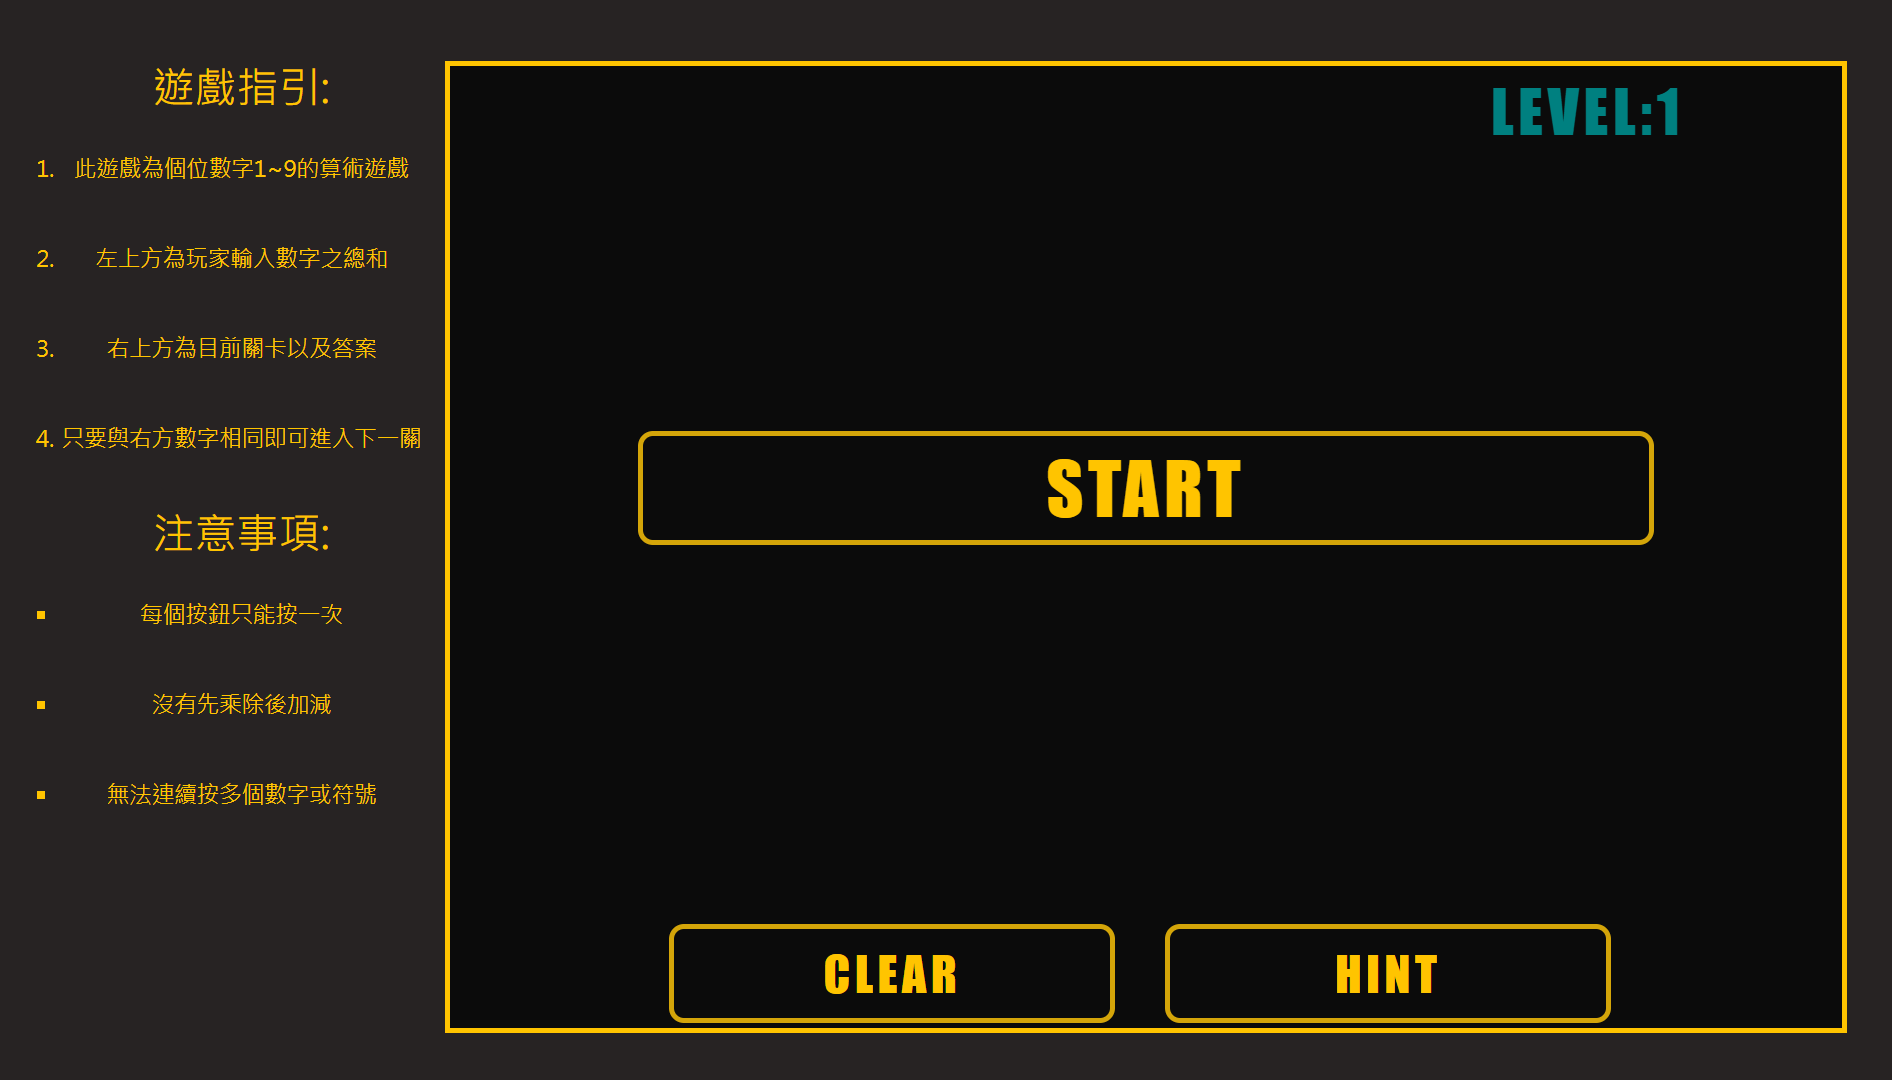 遊戲指引:
1. 此遊戲為個位數字1~9的算術遊戲
2. 左上方為玩家輸入數字之總和
3. 右上方為目前關卡以及答案
4. 只要與右方數字相同即可進入下一關
注意事項:
▪ 每個按鈕只能按一次
▪ 沒有先乘除後加減
▪ 無法連續按多個數字或符號
LEVEL:1
START
CLEAR
HINT